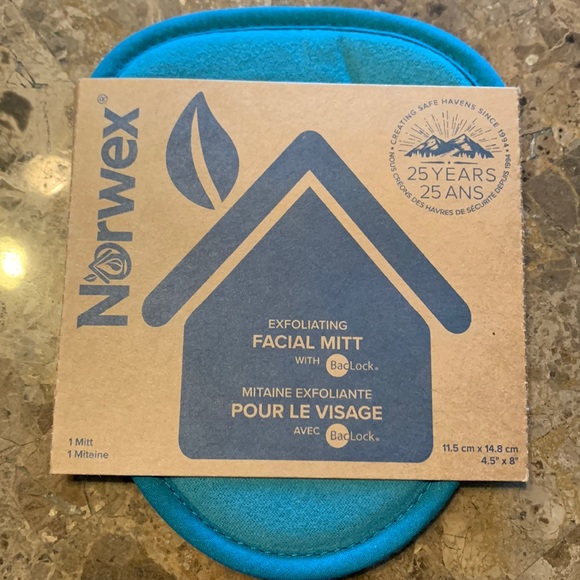 Norwex®
• CREATING SAFE HAVENS SINCE 1994 •
25 YEARS
25 ANS
NOUS CRÉONS DES HAVRES DE SÉCURITÉ DEPUIS 1994
EXFOLIATING
FACIAL MITT
WITH BacLock®
MITAINE EXFOLIANTE
POUR LE VISAGE
AVEC BacLock®
1 Mitt
1 Mitaine
11.5 cm x 14.8 cm
4.5" x 8"